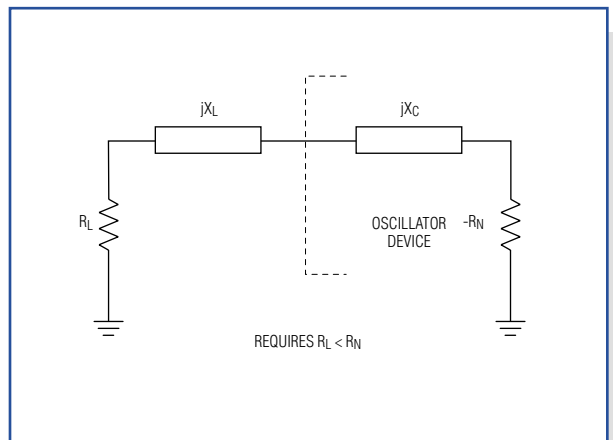 jXL
jXC
RL
OSCILLATOR
DEVICE
-RN
REQUIRES RL < RN